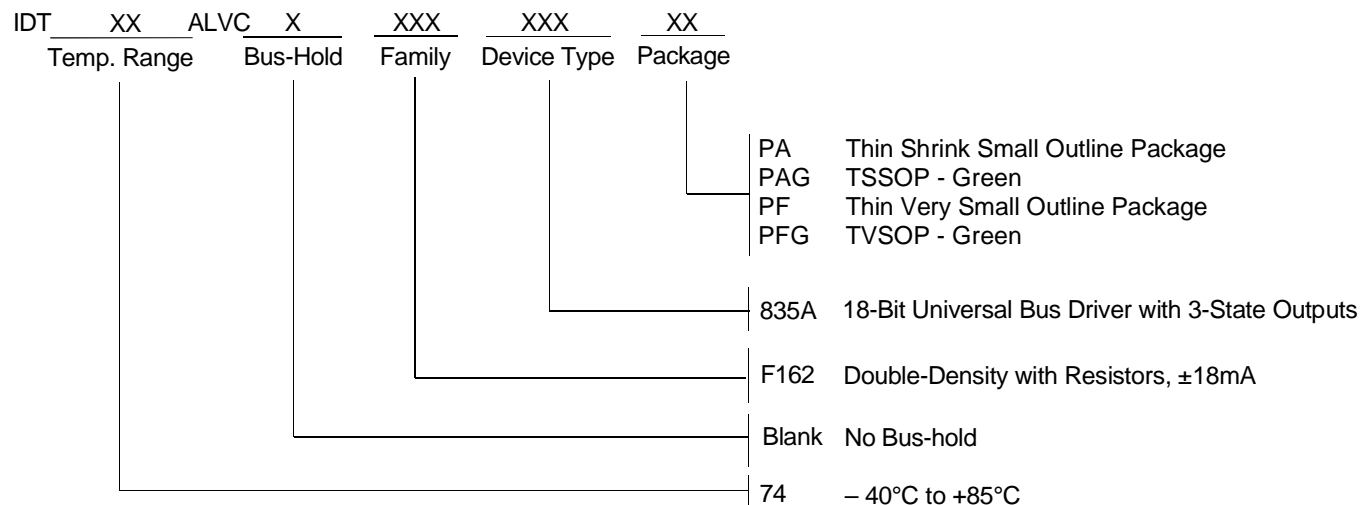 IDT XX ALVC X XXX XXX XX
Temp. Range Bus-Hold Family Device Type Package
PA Thin Shrink Small Outline Package
PAG TSSOP - Green
PF Thin Very Small Outline Package
PFG TVSOP - Green
835A 18-Bit Universal Bus Driver with 3-State Outputs
F162 Double-Density with Resistors, ±18mA
Blank No Bus-hold
74 – 40°C to +85°C